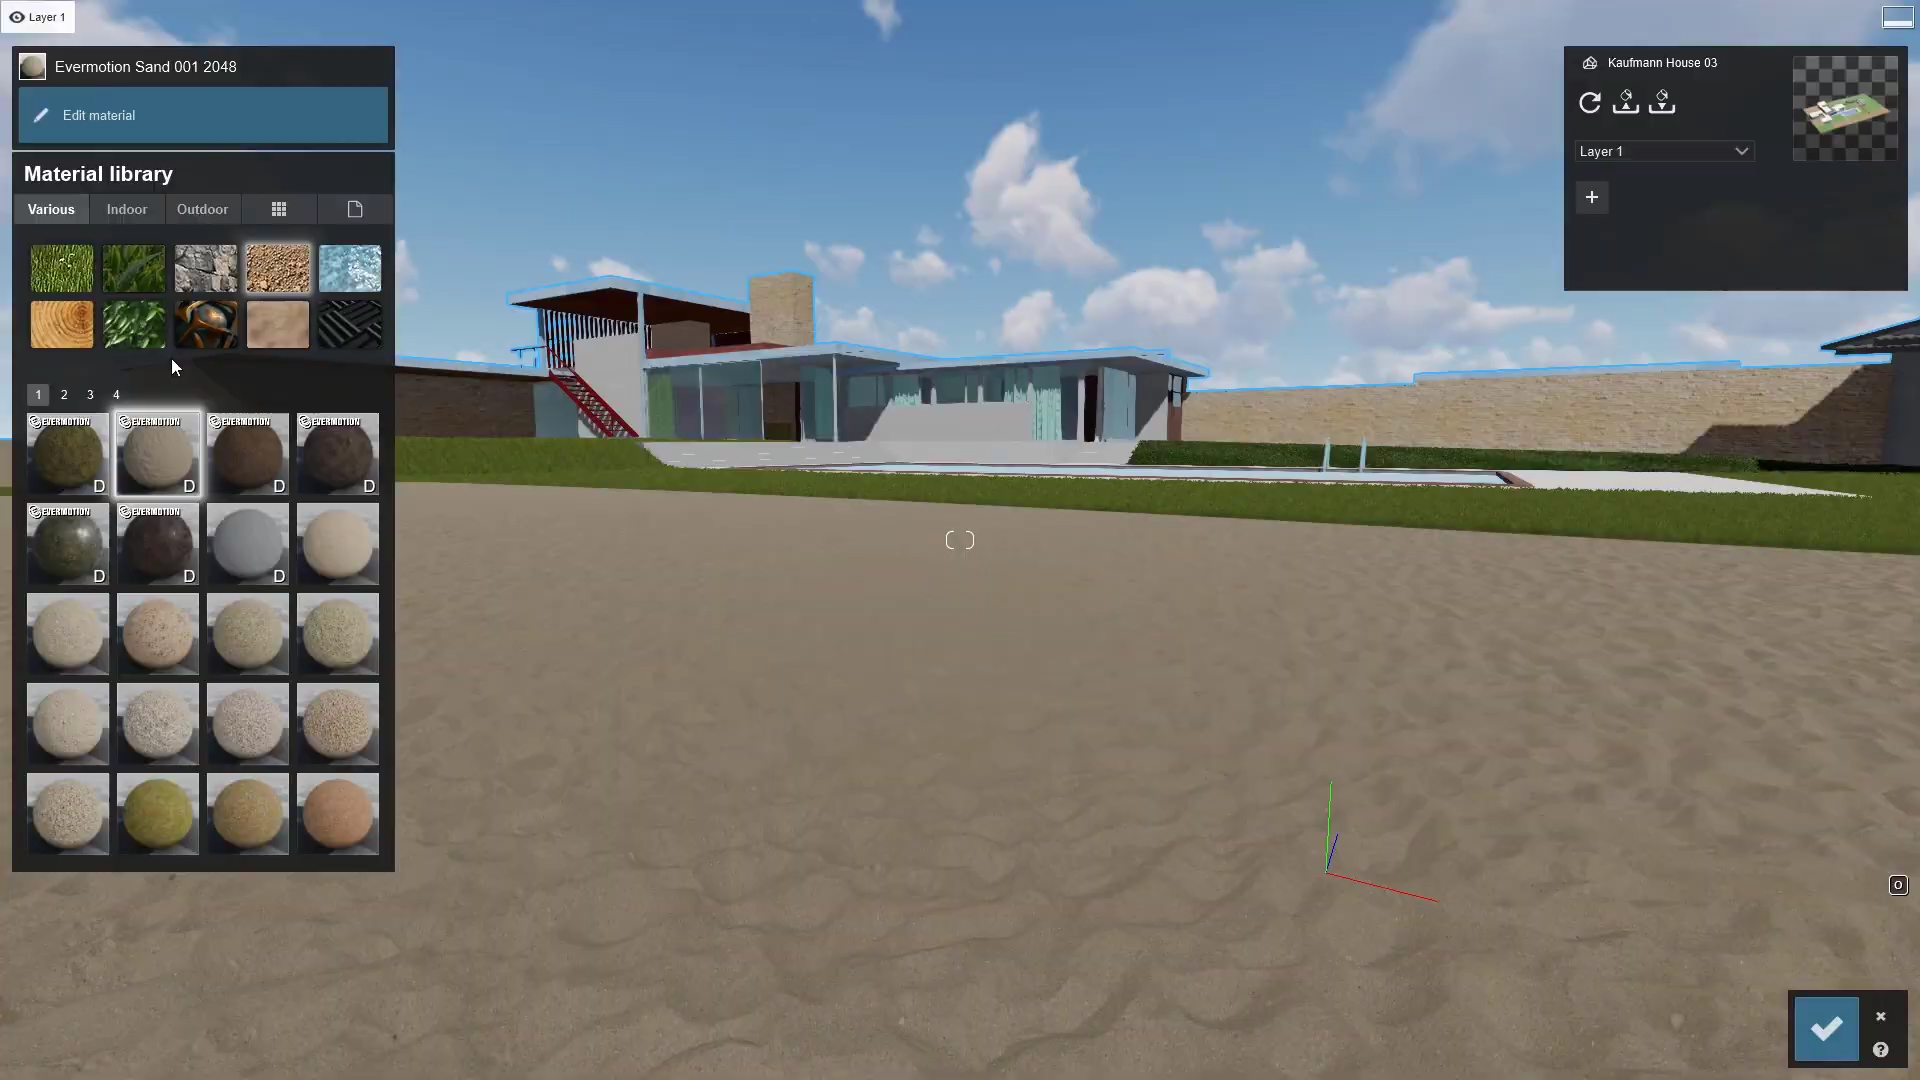 Layer 1
Evermotion Sand 001 2048
Edit material
Material library
Various Indoor Outdoor
1 2 3 4
EVERMOTION D
EVERMOTION D
EVERMOTION D
EVERMOTION D
EVERMOTION D
EVERMOTION D
D
Kaufmann House 03
Layer 1
+
O